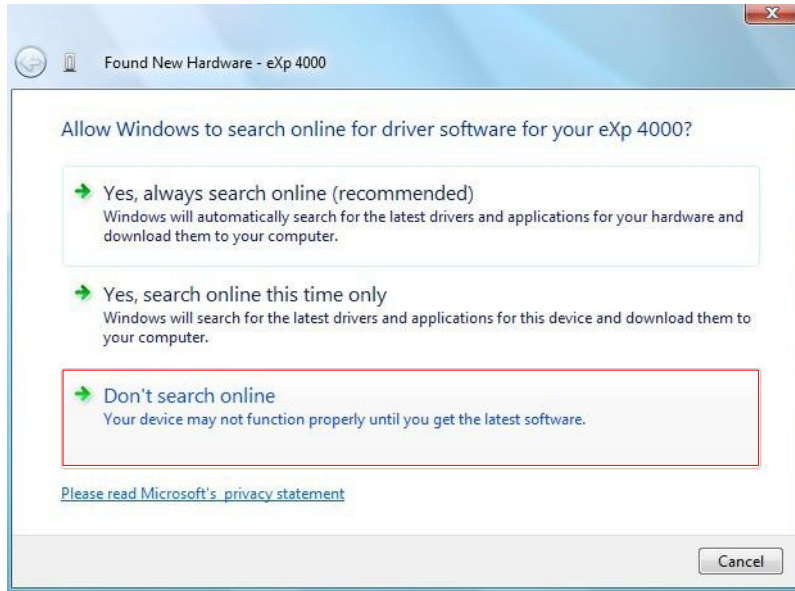 Found New Hardware - eXp 4000
Allow Windows to search online for driver software for your eXp 4000?
Yes, always search online (recommended)
Windows will automatically search for the latest drivers and applications for your hardware and
download them to your computer.
Yes, search online this time only
Windows will search for the latest drivers and applications for this device and download them to
your computer.
Don't search online
Your device may not function properly until you get the latest software.
Please read Microsoft's privacy statement
Cancel